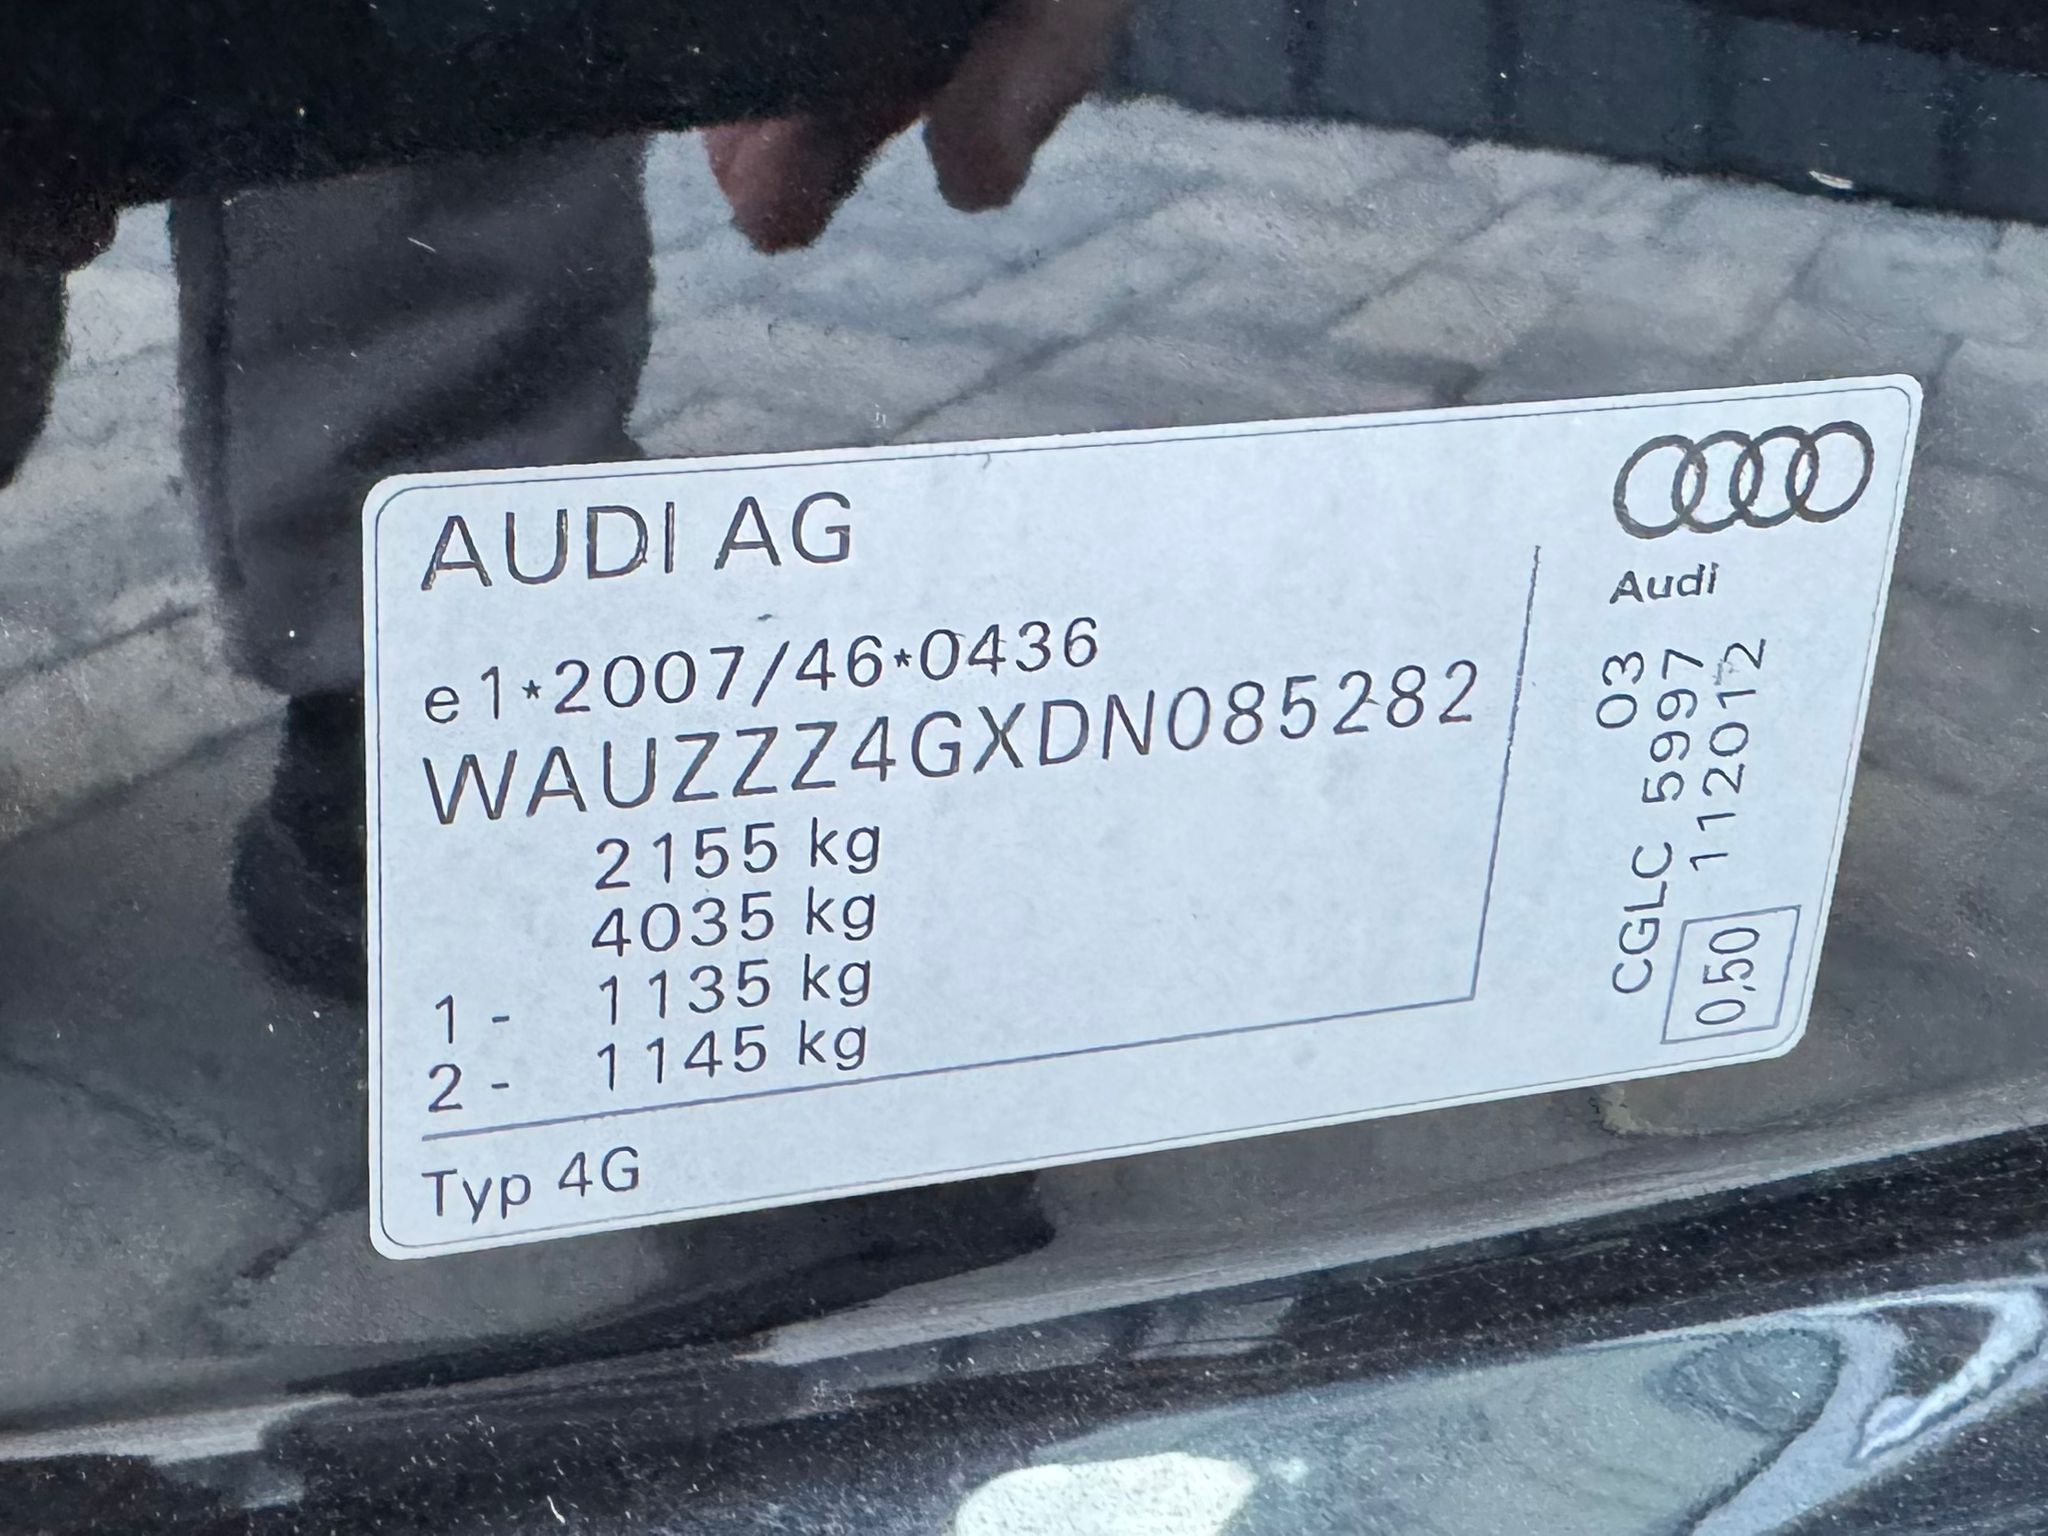 AUDI AG
e1*2007/46*0436
WAUZZZ4GXDN085282
2155 kg
4035 kg
1 - 1135 kg
2 - 1145 kg
Typ 4G
Audi
03
CGLC 5997
112012
0,50